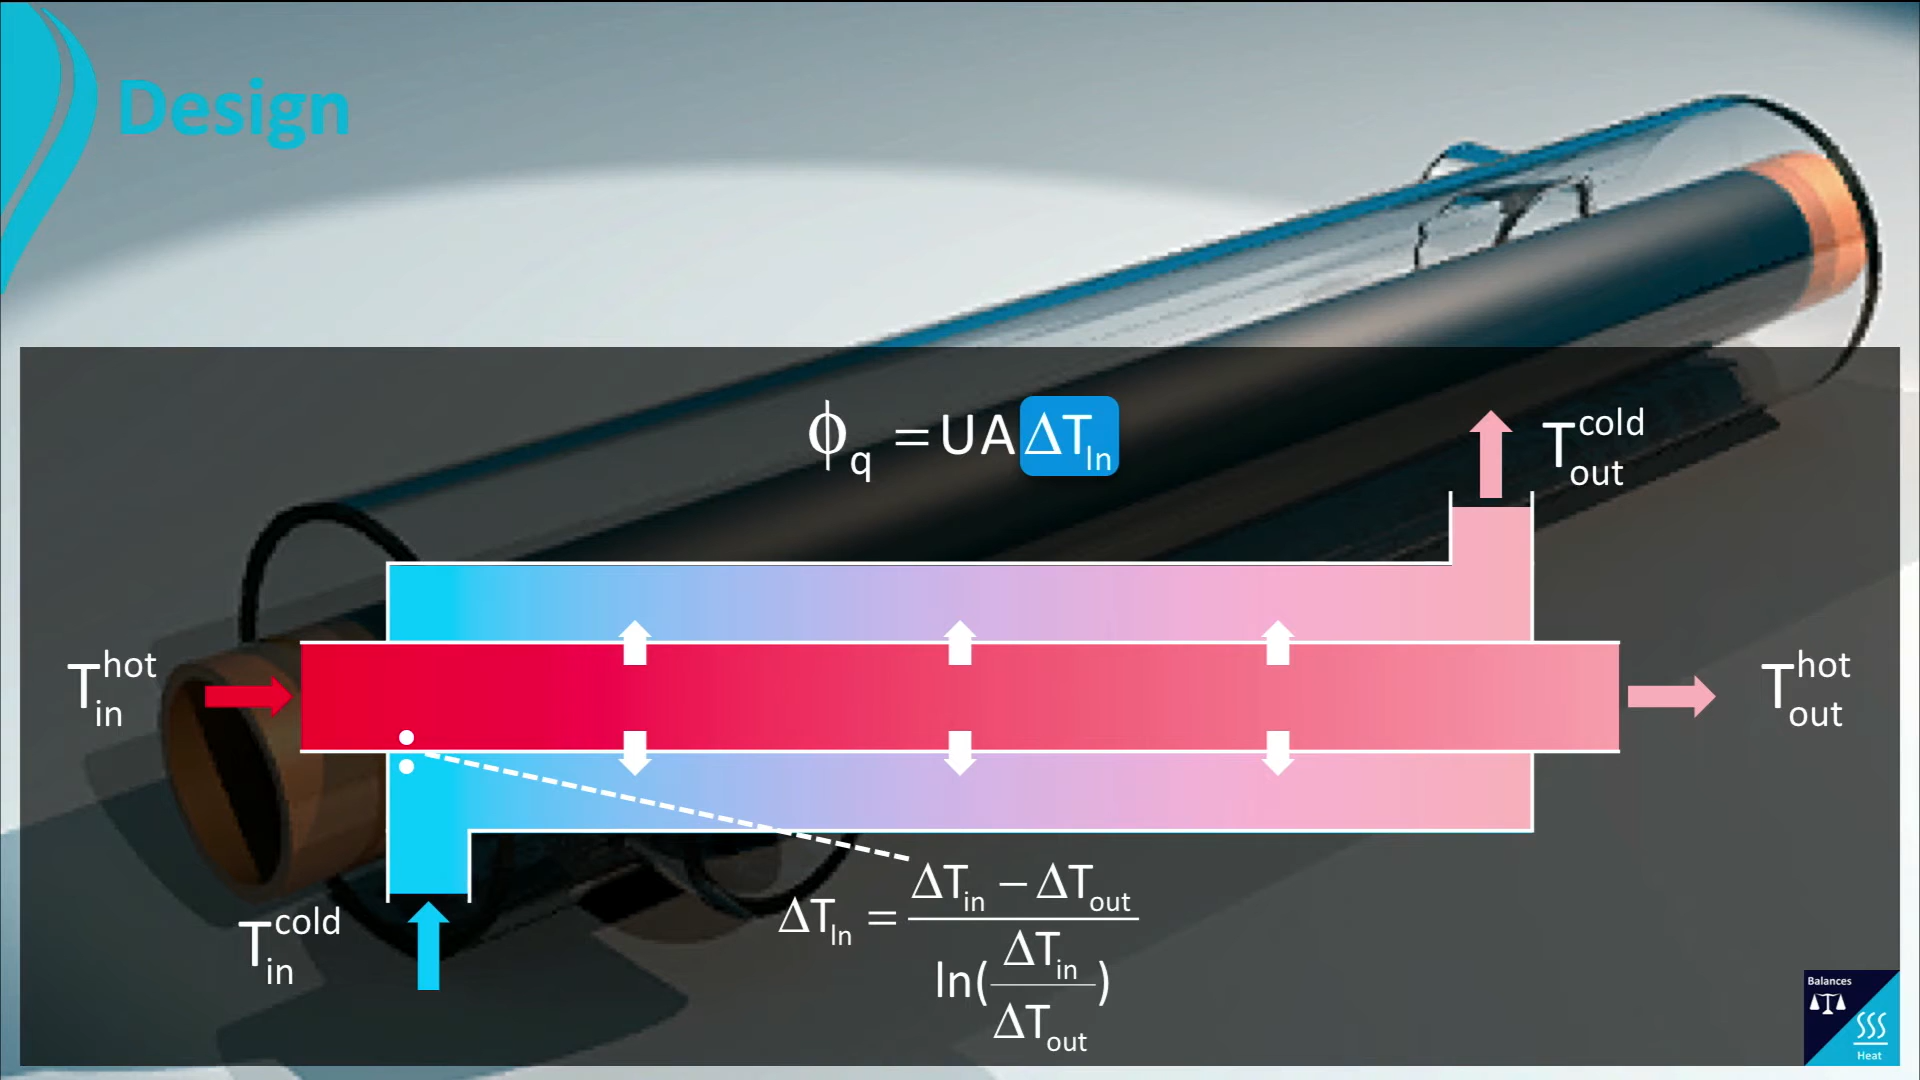 Design
ϕq = UAΔTln
Tcold out
Thot in
Thot out
Tcold in
ΔTln = ΔTin − ΔTout
ln(ΔTin
ΔTout)
Balances
Heat